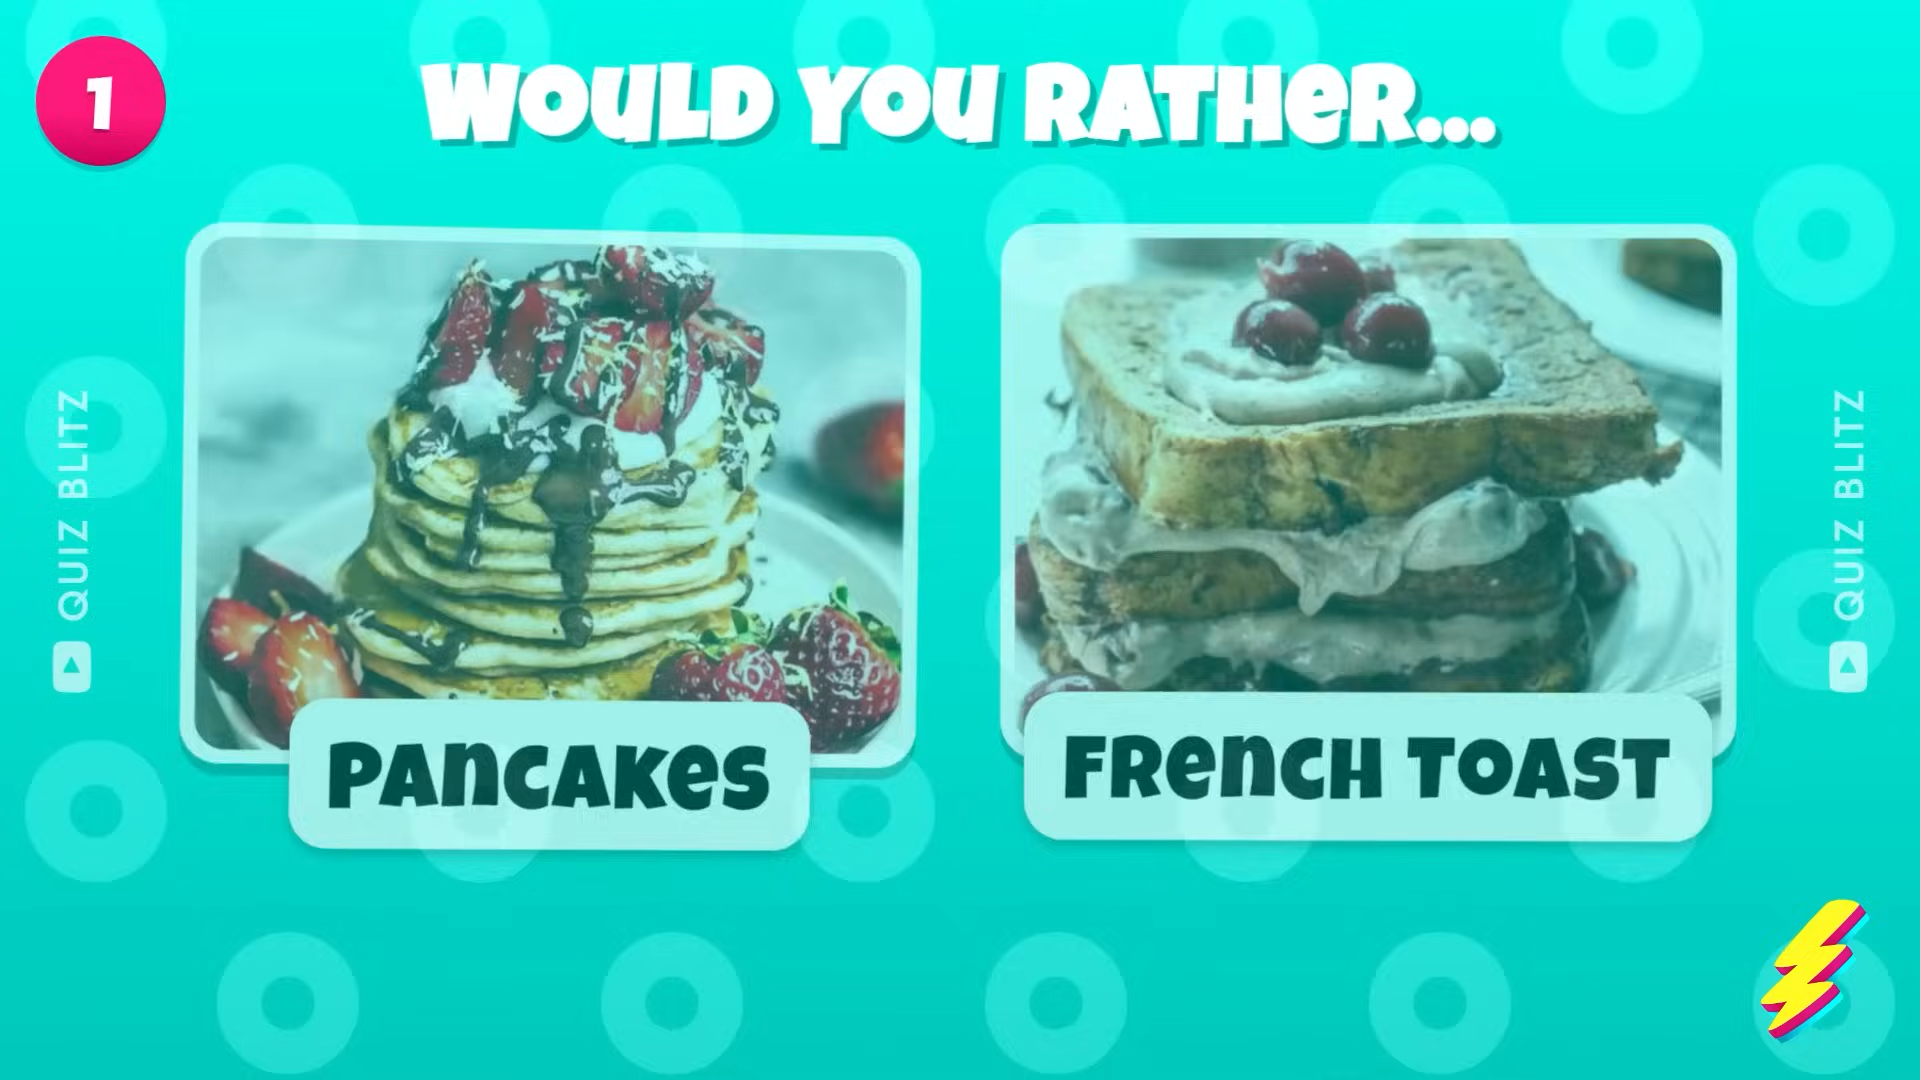 1
WOULD YOU RATHER...
PANCAKES
FRENCH TOAST
QUIZ BLITZ
QUIZ BLITZ